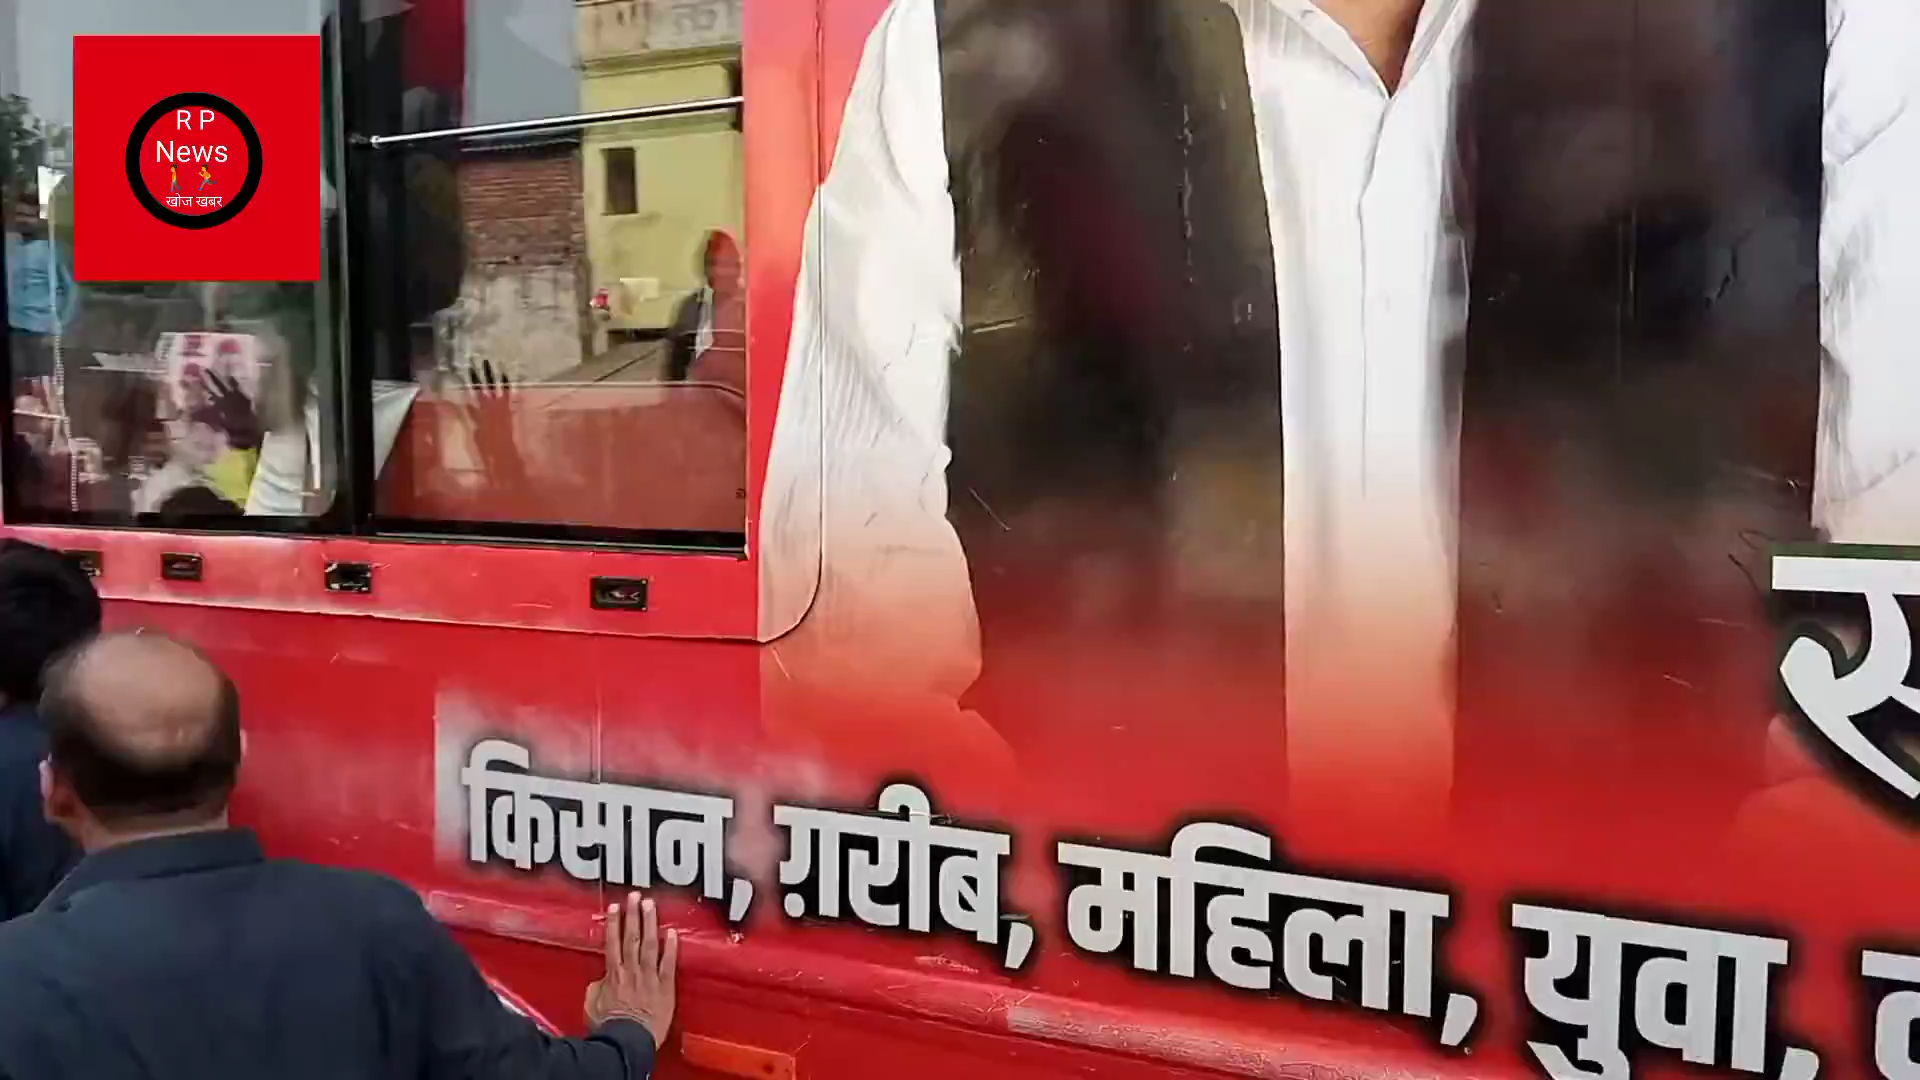 R P
News
खोज खबर
किसान, ग़रीब, महिला, युवा,